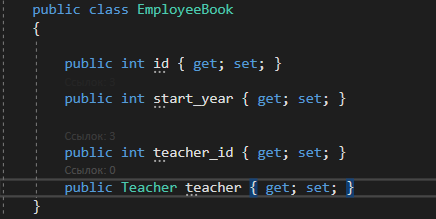 public class EmployeeBook
{
public int id { get; set; }
public int start_year { get; set; }
Ссылок: 3
public int teacher_id { get; set; }
Ссылок: 0
public Teacher teacher { get; set; }
}